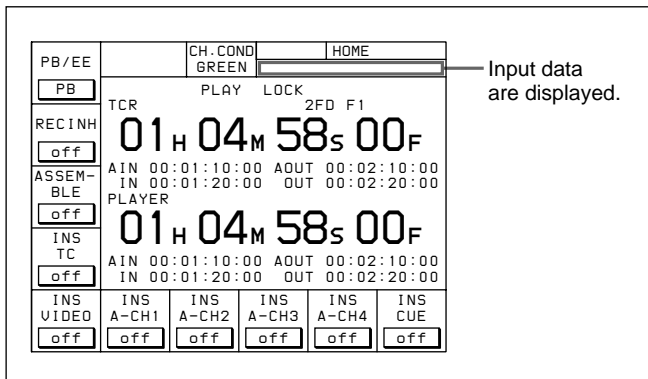 PB/EE
PB
CH.COND
GREEN
HOME
Input data
are displayed.
PLAY LOCK
TCR 2FD F1
01H 04M 58S 00F
AIN 00:01:10:00 AOUT 00:02:10:00
IN 00:01:20:00 OUT 00:02:20:00
PLAYER
01H 04M 58S 00F
AIN 00:01:10:00 AOUT 00:02:10:00
IN 00:01:20:00 OUT 00:02:20:00
RECINH
off
ASSEM-
BLE
off
INS
TC
off
INS
VIDEO
off
INS
A-CH1
off
INS
A-CH2
off
INS
A-CH3
off
INS
A-CH4
off
INS
CUE
off